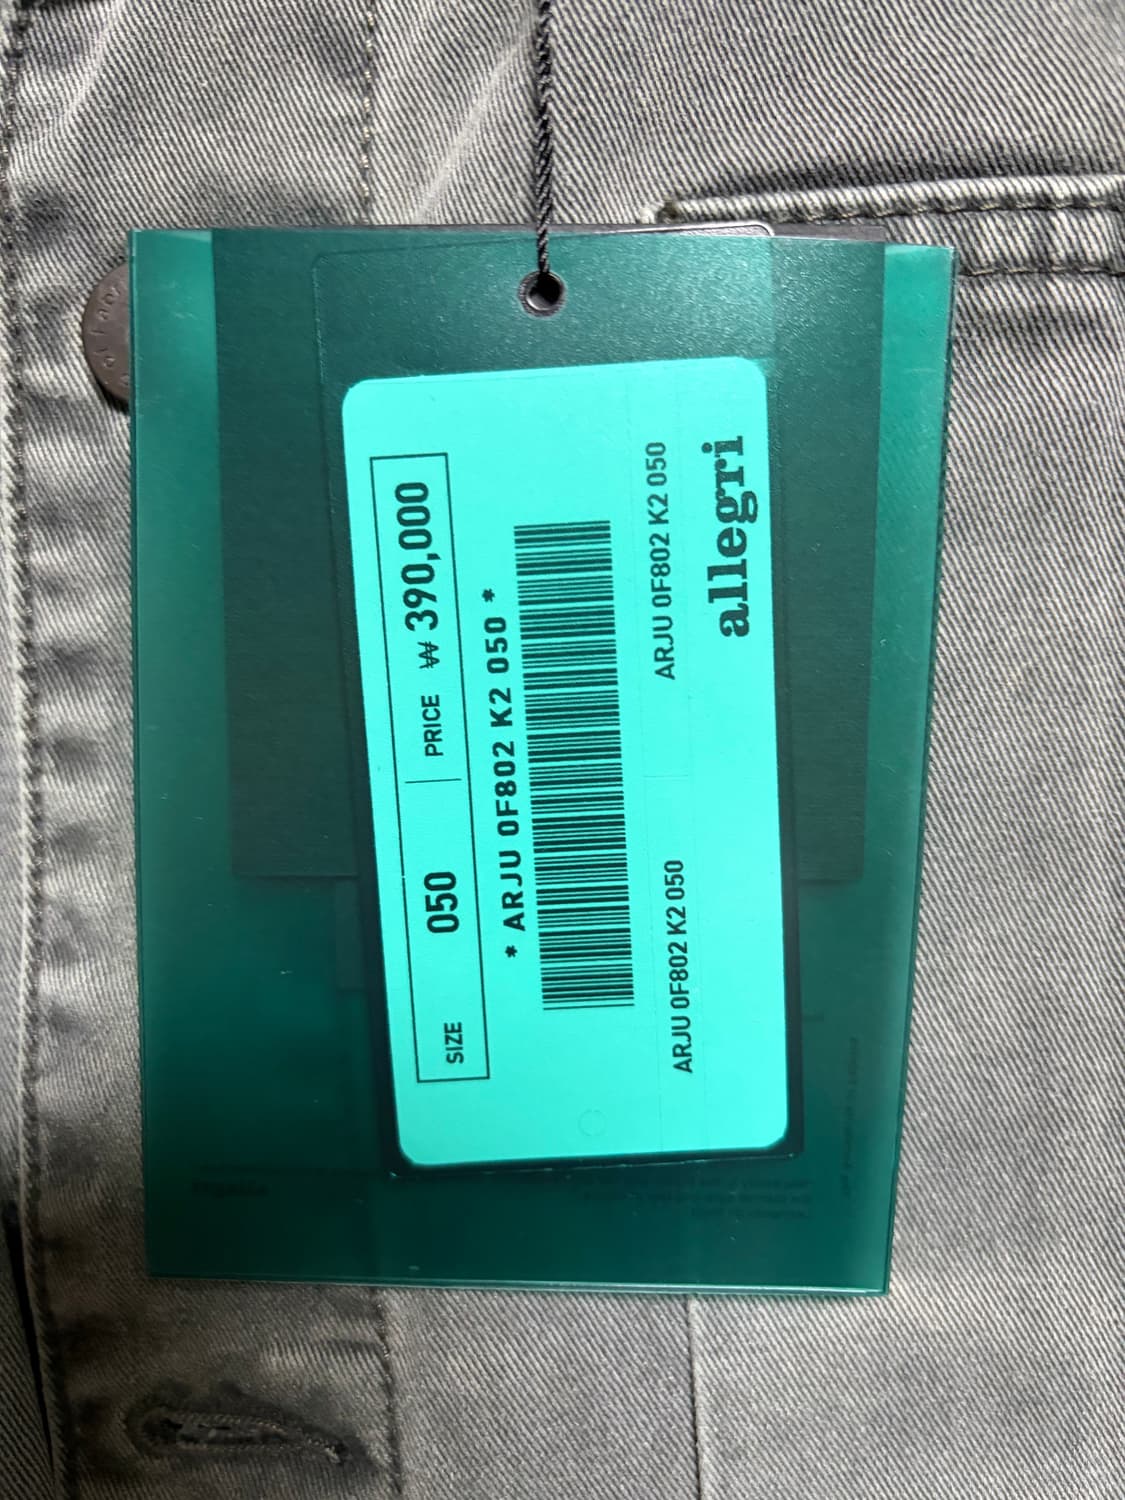 SIZE 050 PRICE ₩ 390,000
* ARJU 0F802 K2 050 *
ARJU 0F802 K2 050 ARJU 0F802 K2 050
allegri